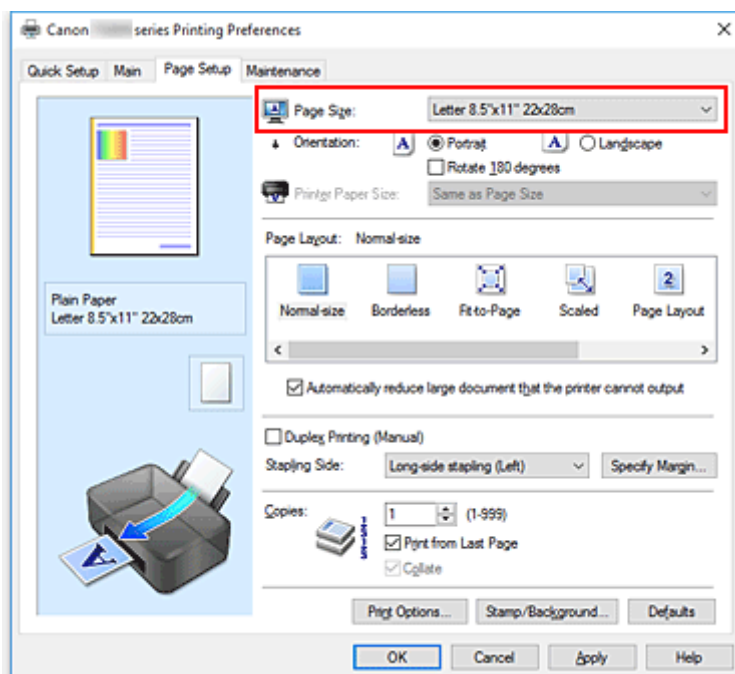 Canon series Printing Preferences
Quick Setup Main Page Setup Maintenance
Page Size: Letter 8.5"x11" 22x28cm
Orientation: A Portrait A Landscape
Rotate 180 degrees
Printer Paper Size: Same as Page Size
Page Layout: Normal-size
2
Normal-size Borderless Fit-to-Page Scaled Page Layout
Plain Paper
Letter 8.5"x11" 22x28cm
Automatically reduce large document that the printer cannot output
Duplex Printing (Manual)
Stapling Side: Long-side stapling (Left) Specify Margin...
Copies: 1 (1-999)
Print from Last Page
Collate
A
Print Options... Stamp/Background... Defaults
OK Cancel Apply Help